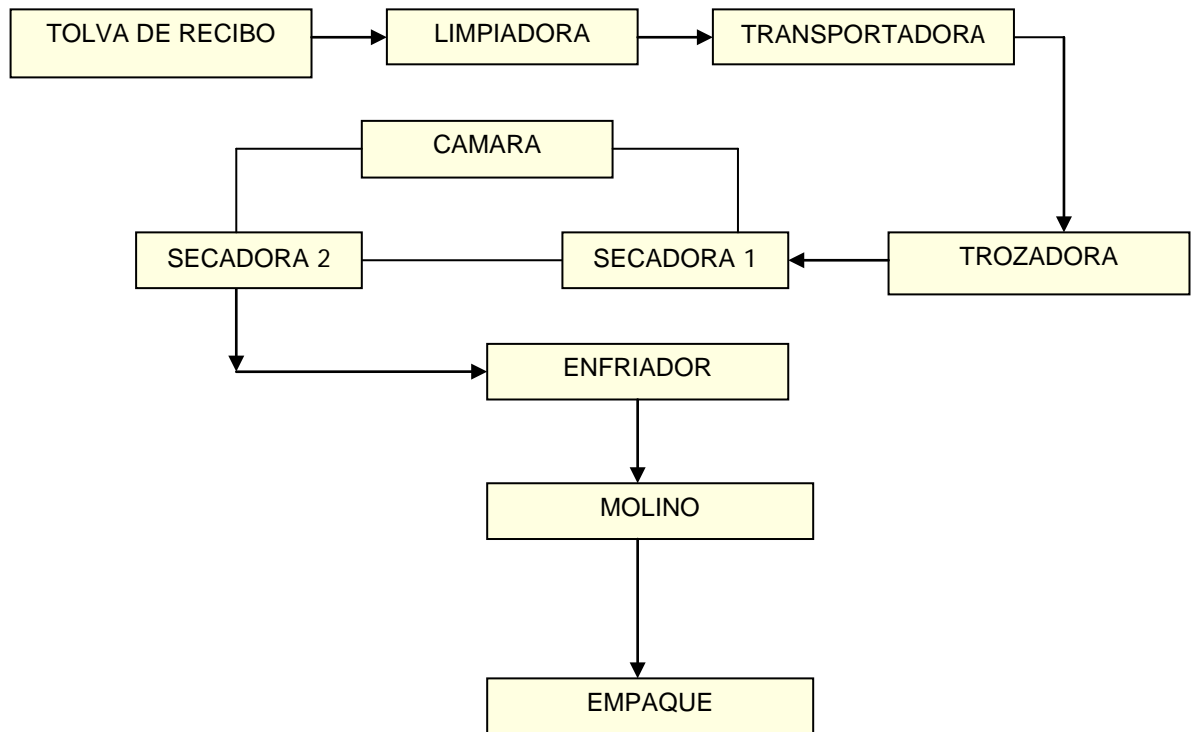 TOLVA DE RECIBO
LIMPIADORA
TRANSPORTADORA
CAMARA
SECADORA 2
SECADORA 1
TROZADORA
ENFRIADOR
MOLINO
EMPAQUE